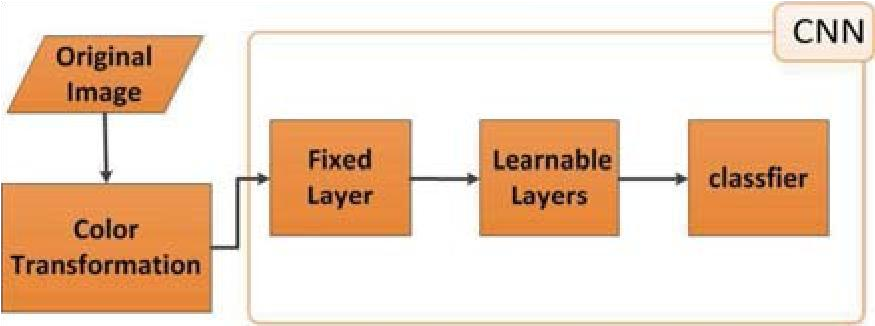 CNN
Original
Image
Fixed
Layer
Learnable
Layers
classfier
Color
Transformation